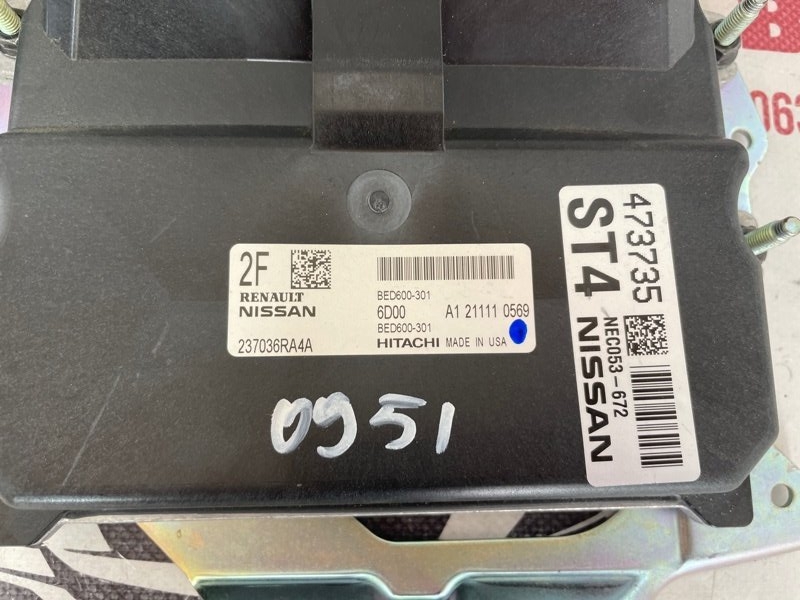 2F
RENAULT
NISSAN
237036RA4A
BED600-301
6D00 A1 21111 0569
BED600-301
HITACHI MADE IN USA
473735
ST4
NEC053-672
NISSAN
0951
063